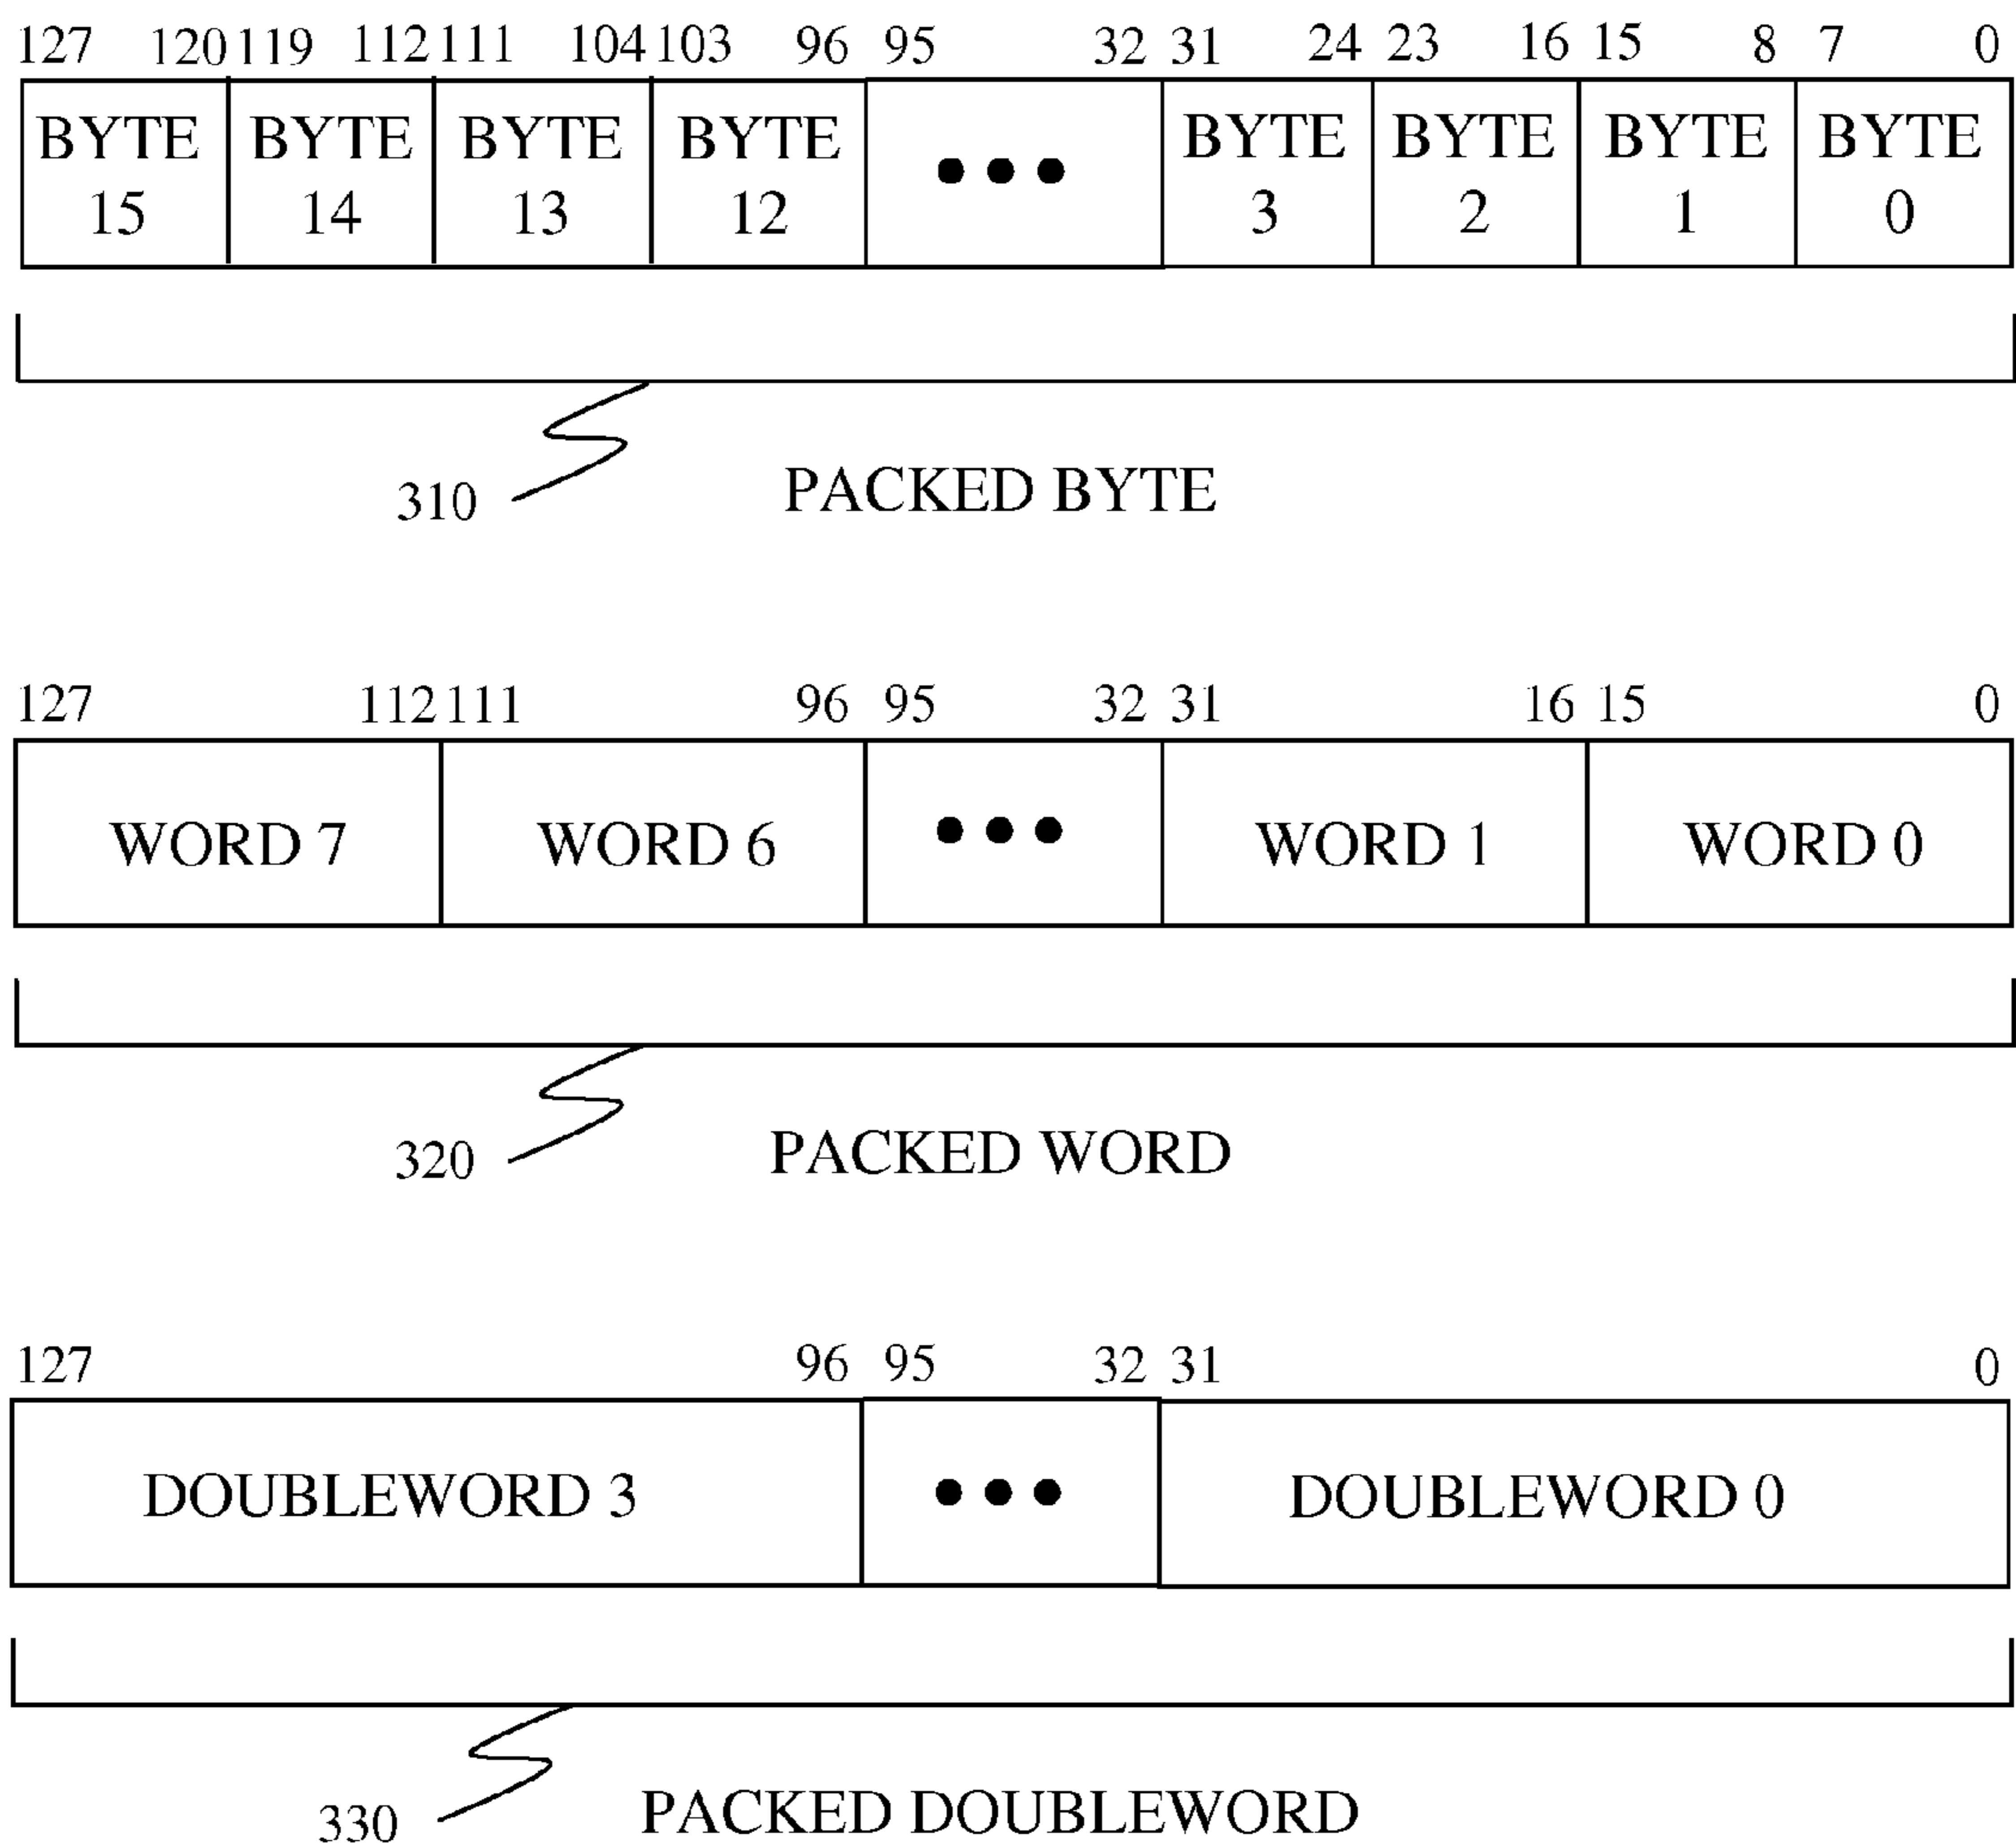 127 120 119 112 111 104 103 96 95 32 31 24 23 16 15 8 7 0
BYTE 15 BYTE 14 BYTE 13 BYTE 12 ••• BYTE 3 BYTE 2 BYTE 1 BYTE 0
310 PACKED BYTE
127 112 111 96 95 32 31 16 15 0
WORD 7 WORD 6 ••• WORD 1 WORD 0
320 PACKED WORD
127 96 95 32 31 0
DOUBLEWORD 3 ••• DOUBLEWORD 0
330 PACKED DOUBLEWORD